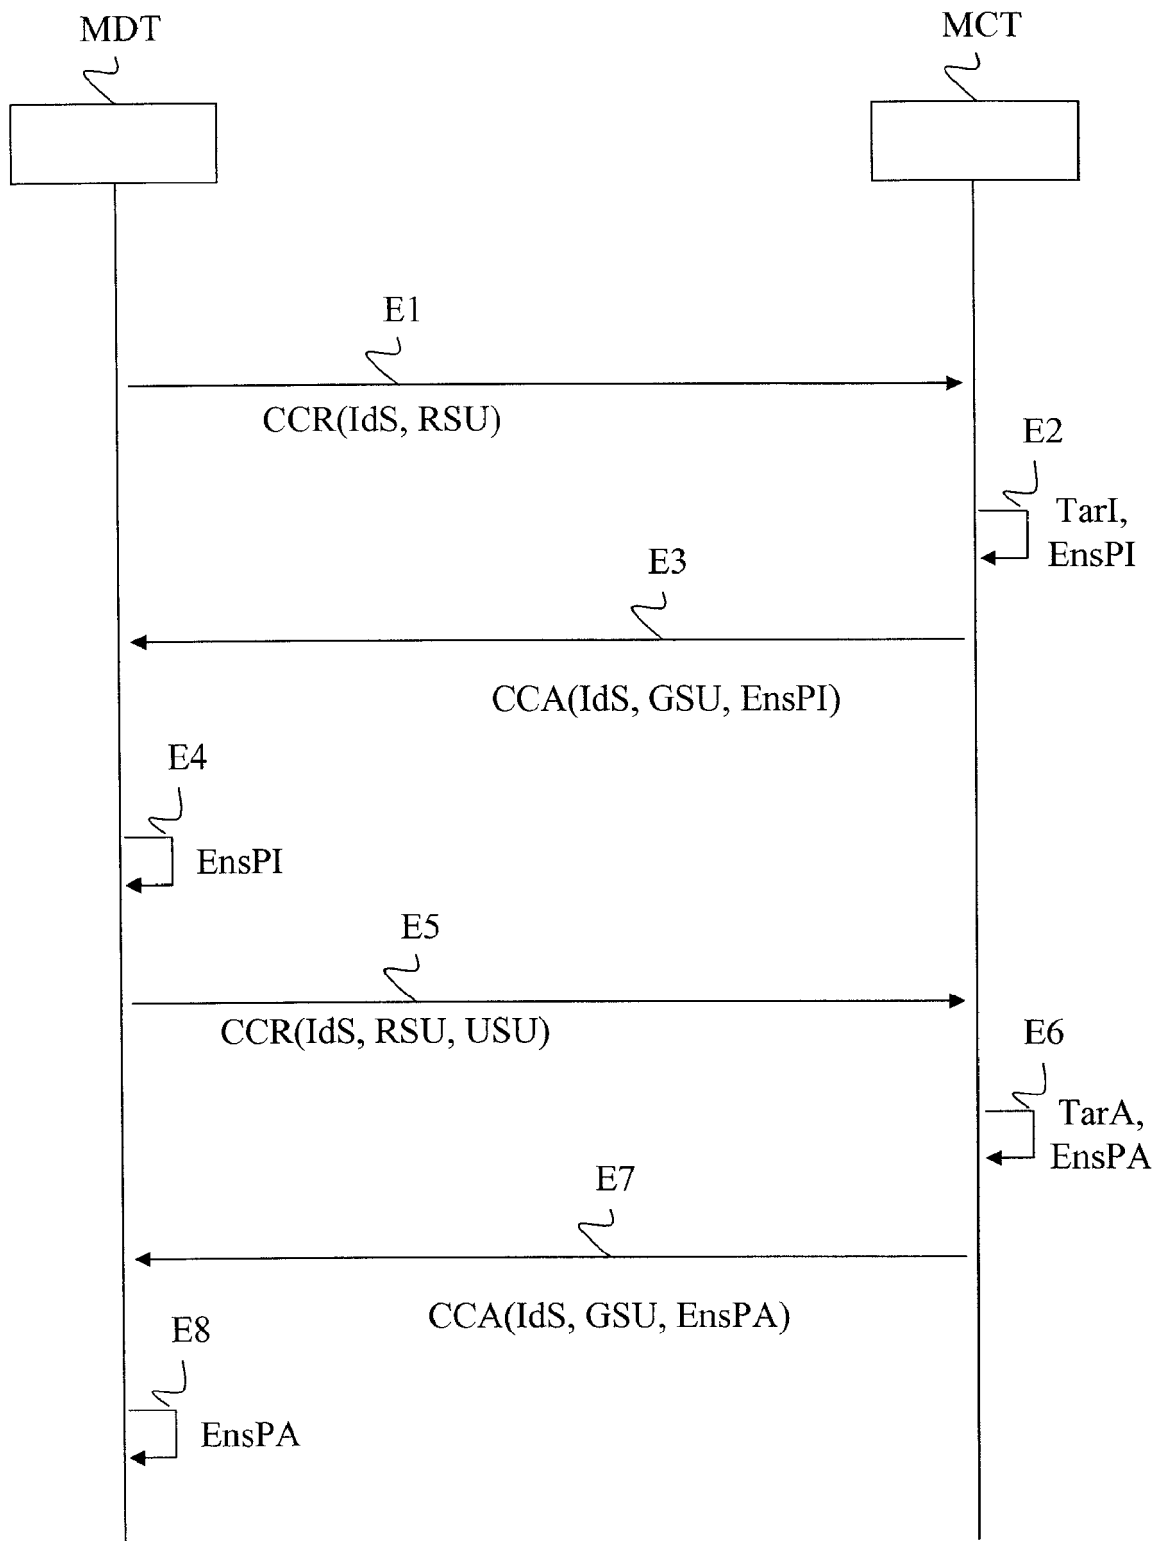 MDT
MCT
E1
CCR(IdS, RSU)
E2
TarI,
EnsPI
E3
CCA(IdS, GSU, EnsPI)
E4
EnsPI
E5
CCR(IdS, RSU, USU)
E6
TarA,
EnsPA
E7
CCA(IdS, GSU, EnsPA)
E8
EnsPA